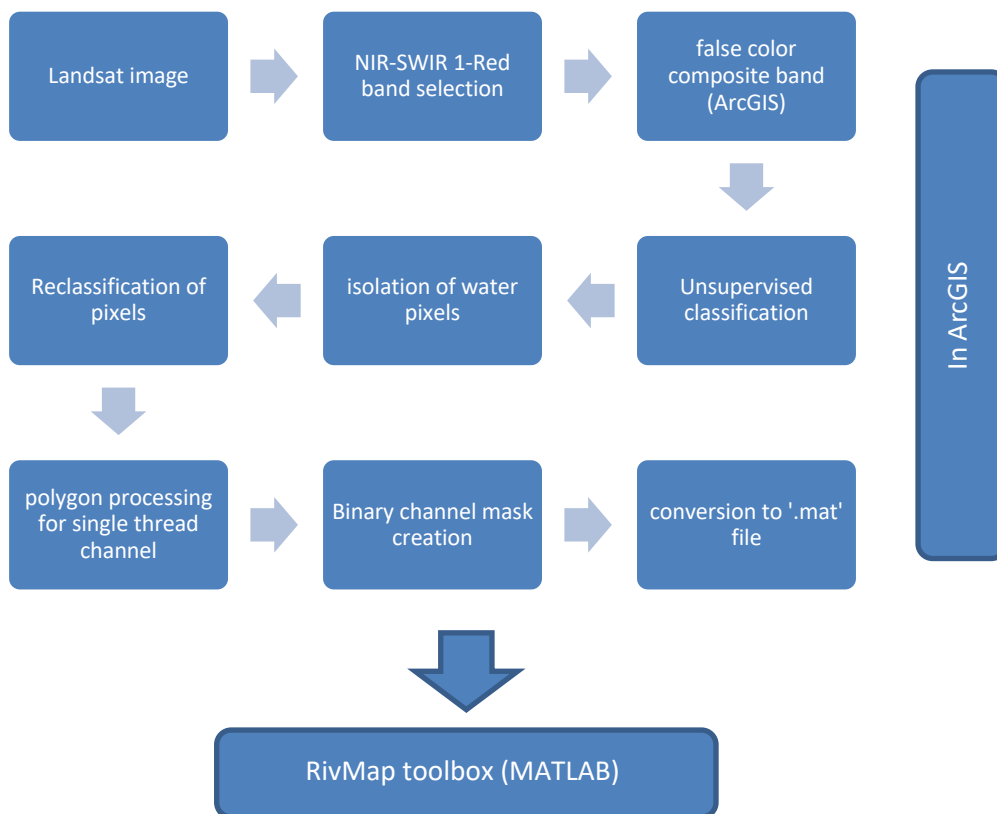 Landsat image
NIR-SWIR 1-Red
band selection
false color
composite band
(ArcGIS)
In ArcGIS
Unsupervised
classification
isolation of water
pixels
Reclassification of
pixels
polygon processing
for single thread
channel
Binary channel mask
creation
conversion to '.mat'
file
RivMap toolbox (MATLAB)